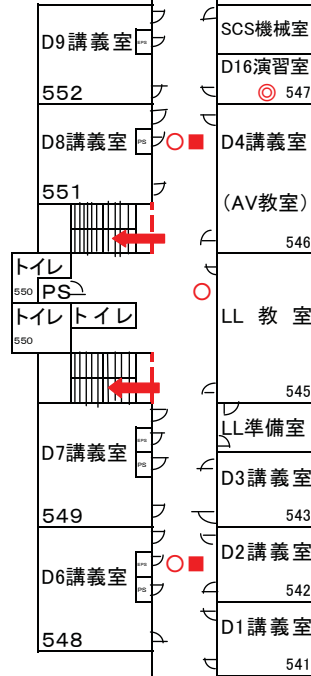 D9講義室
EPS
552
D8講義室
PS
551
トイレ
550
PS
トイレ
トイレ
550
D7講義室
EPS
PS
549
D6講義室
EPS
PS
548
SCS機械室
D16演習室
547
D4講義室
(AV教室)
546
LL 教 室
545
LL準備室
D3講義室
543
D2講義室
542
D1講義室
541